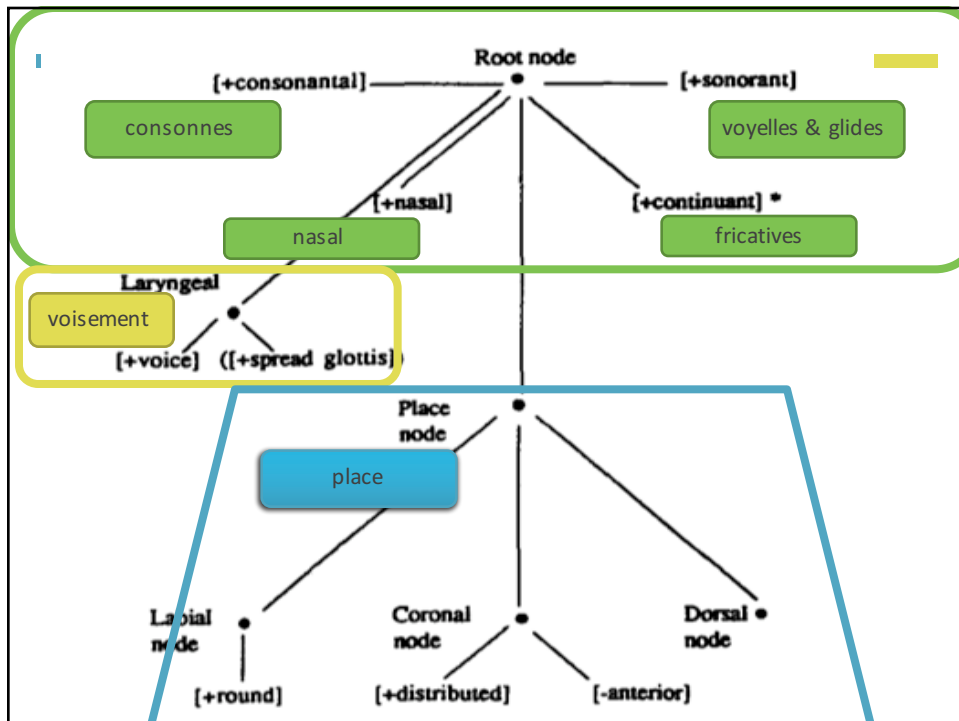 Root node
[+consonantal]
[+sonorant]
consonnes
voyelles & glides
[+nasal]
[+continuant] *
nasal
fricatives
Laryngeal
voisement
[+voice]
([+spread glottis])
Place
node
place
Labial
node
Coronal
node
Dorsal
node
[+round]
[+distributed]
[-anterior]